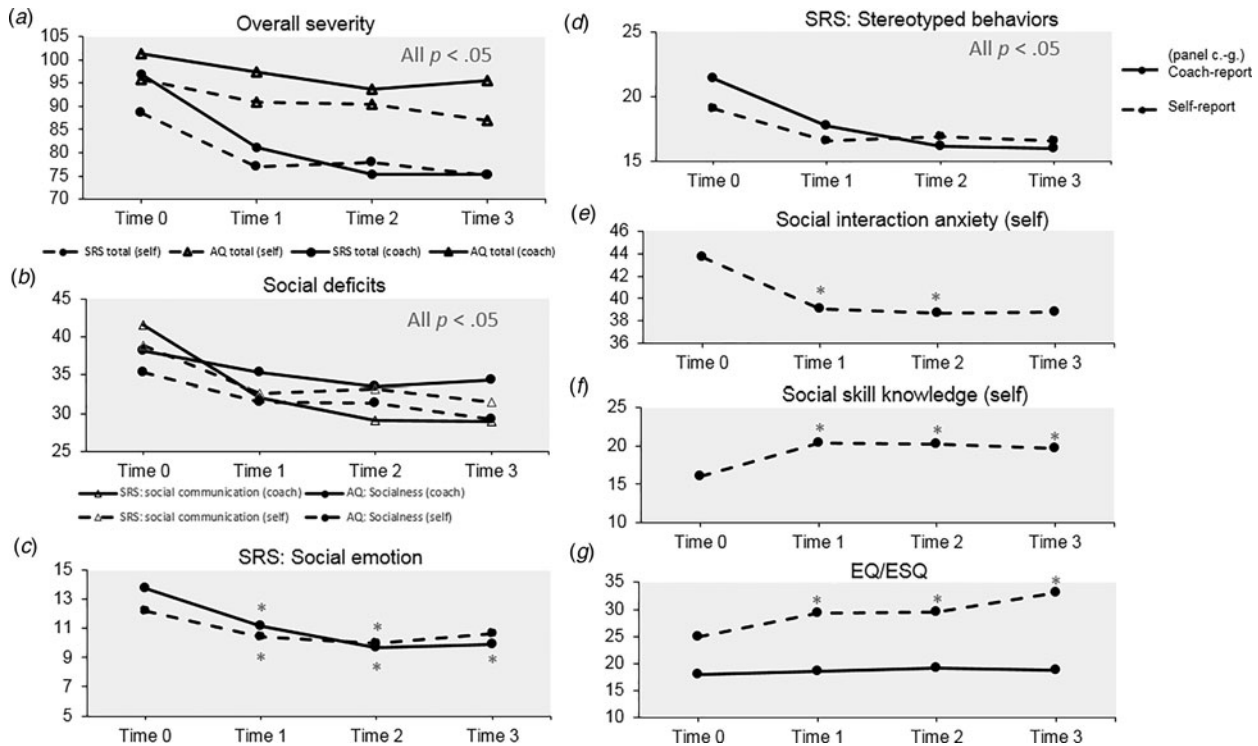 (a)
Overall severity
105
100
95
90
85
80
75
70
All p < .05
Time 0 Time 1 Time 2 Time 3
SRS total (self) AQ total (self) SRS total (coach) AQ total (coach)
(b)
Social deficits
45
40
35
30
25
All p < .05
Time 0 Time 1 Time 2 Time 3
SRS: social communication (coach) AQ: Socialness (coach)
SRS: social communication (self) AQ: Socialness (self)
(c)
SRS: Social emotion
15
13
11
9
7
5
* * 
* * *
Time 0 Time 1 Time 2 Time 3
(d)
SRS: Stereotyped behaviors
25
20
15
All p < .05
Time 0 Time 1 Time 2 Time 3
(panel c.-g.)
Coach-report
Self-report
(e)
Social interaction anxiety (self)
46
44
42
40
38
36
* *
Time 0 Time 1 Time 2 Time 3
(f)
Social skill knowledge (self)
25
20
15
10
* * *
Time 0 Time 1 Time 2 Time 3
(g)
EQ/ESQ
35
30
25
20
15
10
* * *
Time 0 Time 1 Time 2 Time 3